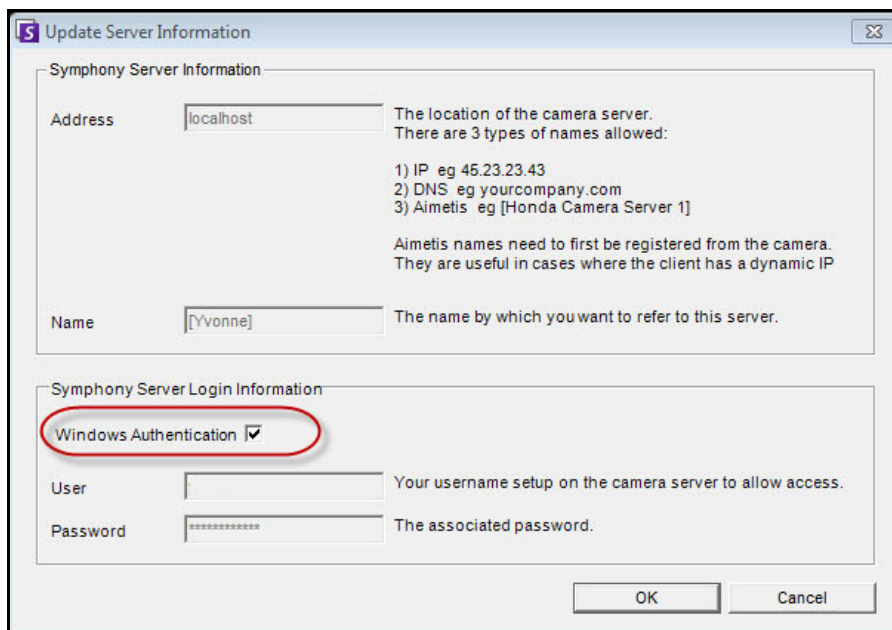 Update Server Information
Symphony Server Information
Address
localhost
The location of the camera server.
There are 3 types of names allowed:
1) IP eg 45.23.23.43
2) DNS eg yourcompany.com
3) Aimetis eg [Honda Camera Server 1]
Aimetis names need to first be registered from the camera.
They are useful in cases where the client has a dynamic IP
Name
[Yvonne]
The name by which you want to refer to this server.
Symphony Server Login Information
Windows Authentication
User
Your username setup on the camera server to allow access.
Password
************
The associated password.
OK
Cancel